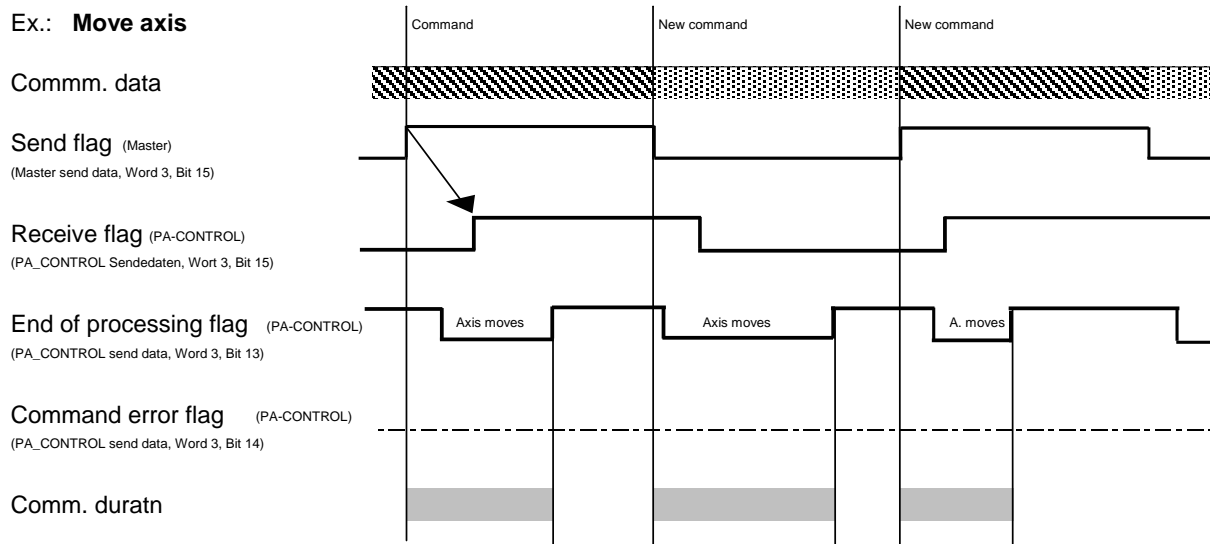 Ex.: Move axis
Command
New command
New command
Commm. data
Send flag (Master)
(Master send data, Word 3, Bit 15)
Receive flag (PA-CONTROL)
(PA_CONTROL Sendedaten, Wort 3, Bit 15)
End of processing flag (PA-CONTROL)
Axis moves
Axis moves
A. moves
(PA_CONTROL send data, Word 3, Bit 13)
Command error flag (PA-CONTROL)
(PA_CONTROL send data, Word 3, Bit 14)
Comm. duratn